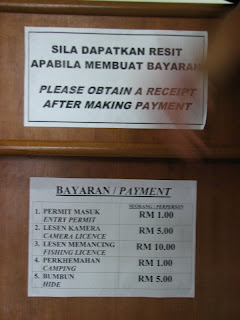 SILA DAPATKAN RESIT
APABILA MEMBUAT BAYARAN
PLEASE OBTAIN A RECEIPT
AFTER MAKING PAYMENT
BAYARAN / PAYMENT
SEORANG / PERPERSON
1. PERMIT MASUK RM 1.00
ENTRY PERMIT
2. LESEN KAMERA RM 5.00
CAMERA LICENCE
3. LESEN MEMANCING RM 10.00
FISHING LICENCE
4. PERKHEMAHAN RM 1.00
CAMPING
5. BUMBUN RM 5.00
HIDE